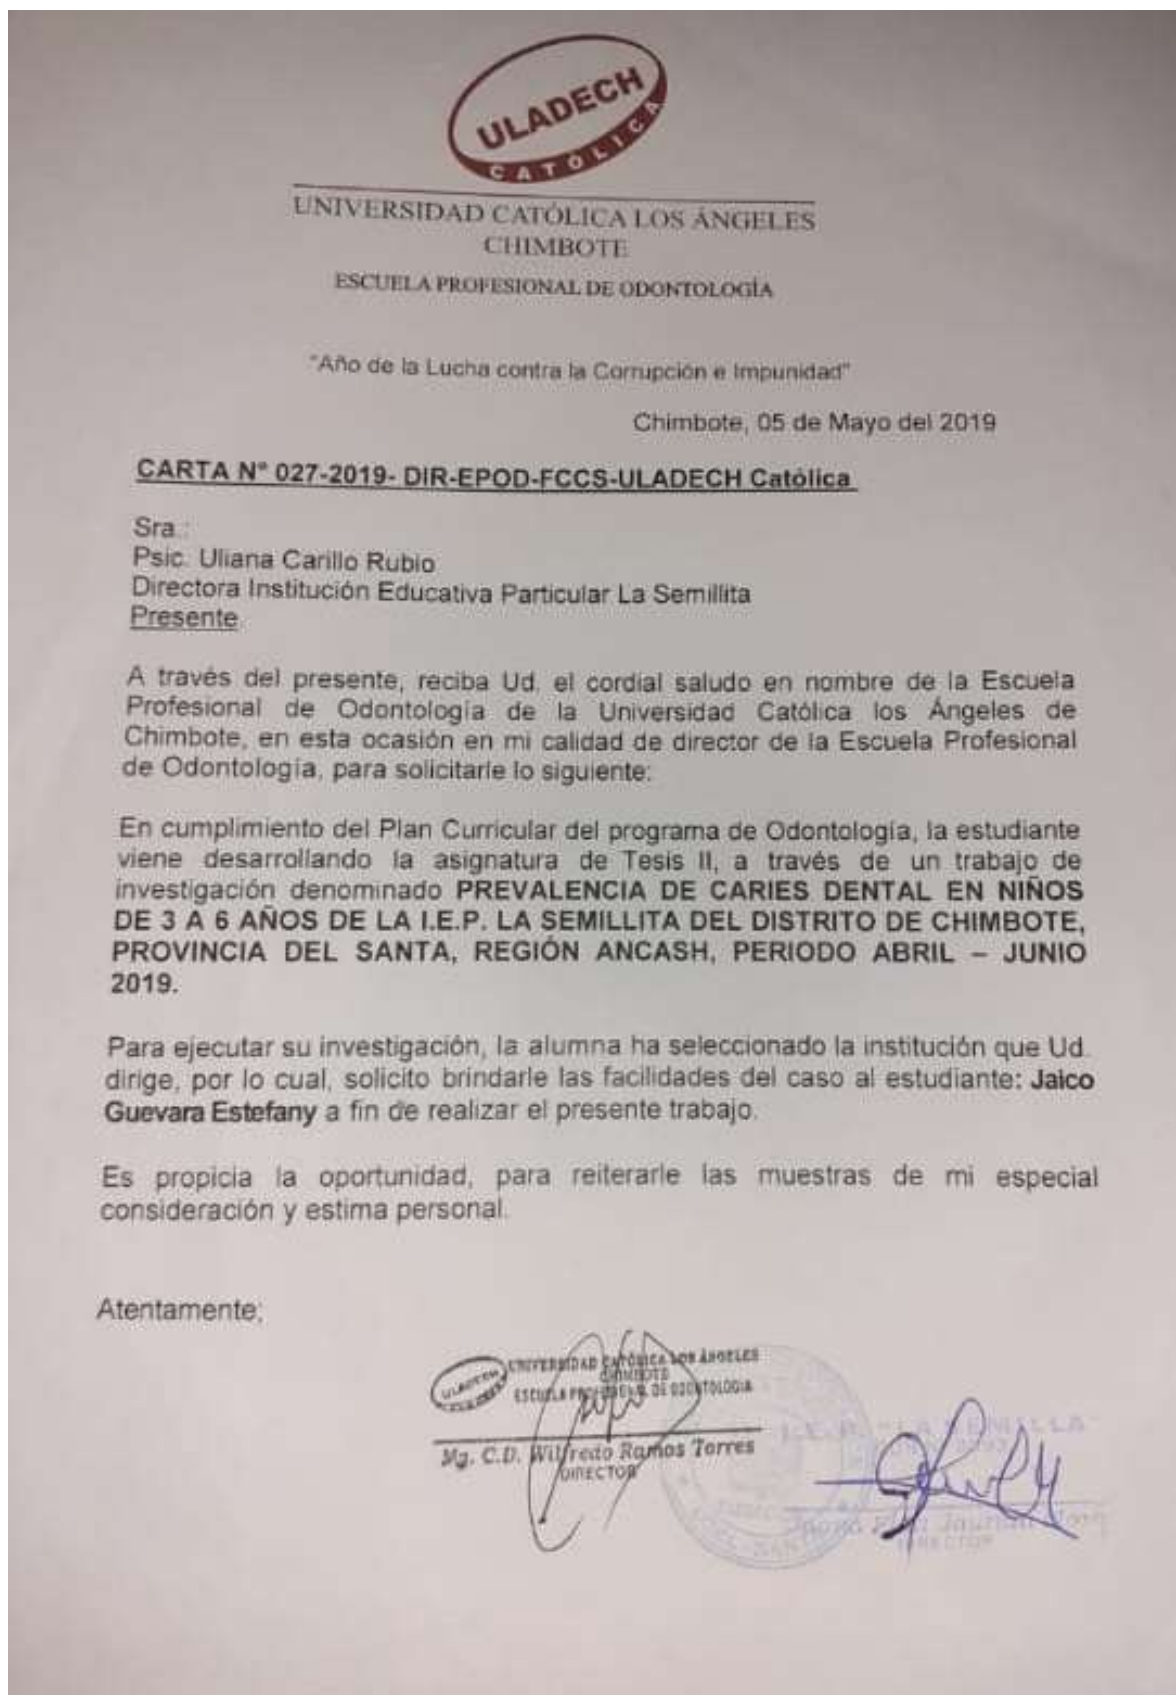 ULADECH
CATÓLICA
UNIVERSIDAD CATÓLICA LOS ÁNGELES
CHIMBOTE
ESCUELA PROFESIONAL DE ODONTOLOGÍA
"Año de la Lucha contra la Corrupción e Impunidad"
Chimbote, 05 de Mayo del 2019
CARTA N° 027-2019- DIR-EPOD-FCCS-ULADECH Católica
Sra.:
Psic. Uliana Carillo Rubio
Directora Institución Educativa Particular La Semillita
Presente
A través del presente, reciba Ud. el cordial saludo en nombre de la Escuela
Profesional de Odontología de la Universidad Católica los Ángeles de
Chimbote, en esta ocasión en mi calidad de director de la Escuela Profesional
de Odontología, para solicitarle lo siguiente:
En cumplimiento del Plan Curricular del programa de Odontología, la estudiante
viene desarrollando la asignatura de Tesis II, a través de un trabajo de
investigación denominado PREVALENCIA DE CARIES DENTAL EN NIÑOS
DE 3 A 6 AÑOS DE LA I.E.P. LA SEMILLITA DEL DISTRITO DE CHIMBOTE,
PROVINCIA DEL SANTA, REGIÓN ANCASH, PERIODO ABRIL – JUNIO
2019.
Para ejecutar su investigación, la alumna ha seleccionado la institución que Ud.
dirige, por lo cual, solicito brindarle las facilidades del caso al estudiante: Jaico
Guevara Estefany a fin de realizar el presente trabajo.
Es propicia la oportunidad, para reiterarle las muestras de mi especial
consideración y estima personal.
Atentamente;
ULADECH
UNIVERSIDAD CATÓLICA LOS ÁNGELES
CHIMBOTE
ESCUELA PROFESIONAL DE ODONTOLOGIA
Mg. C.D. Wilfredo Ramos Torres
DIRECTOR
I.E.P. "LA SEMILLA"
DIRECTOR